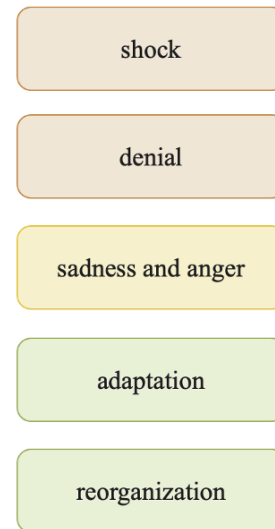 shock
denial
sadness and anger
adaptation
reorganization